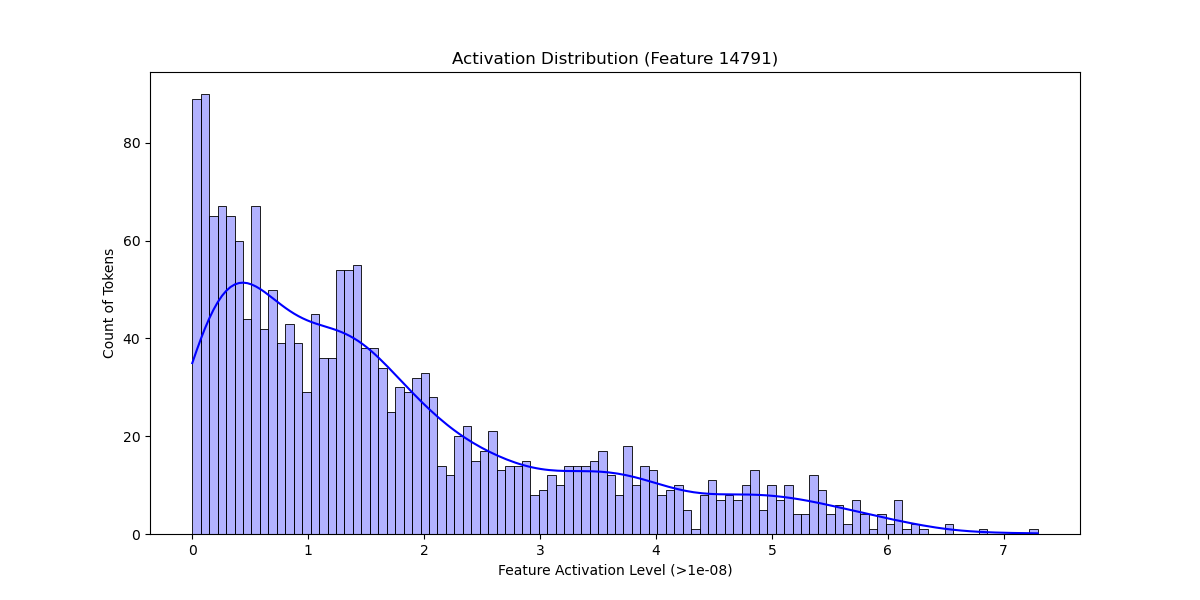 Activation Distribution (Feature 14791)
Count of Tokens
80
60
40
20
0
0 1 2 3 4 5 6 7
Feature Activation Level (>1e-08)